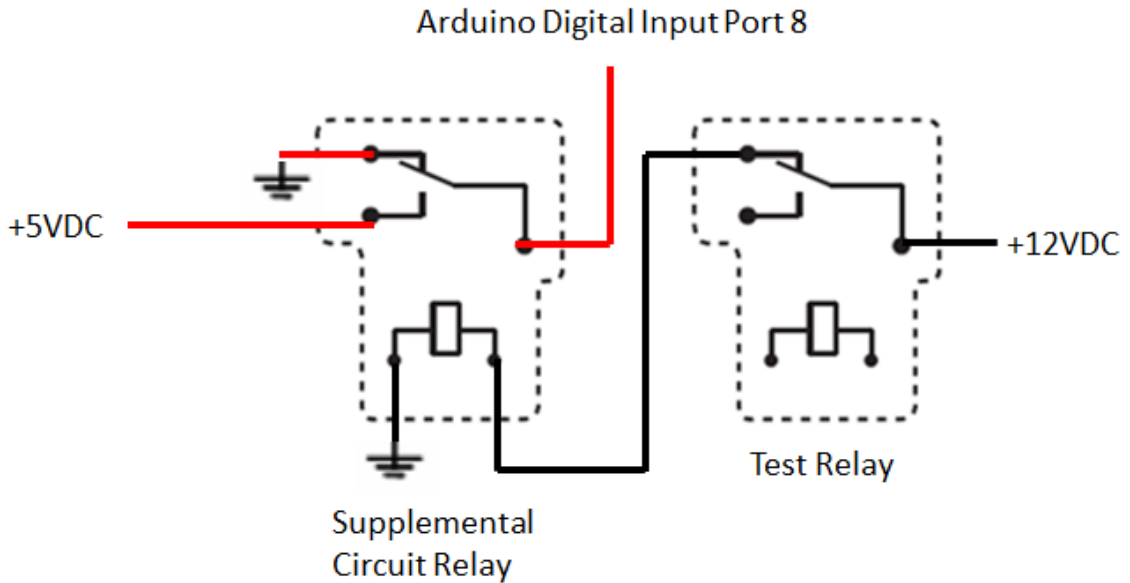 Arduino Digital Input Port 8
+5VDC
+12VDC
Test Relay
Supplemental
Circuit Relay